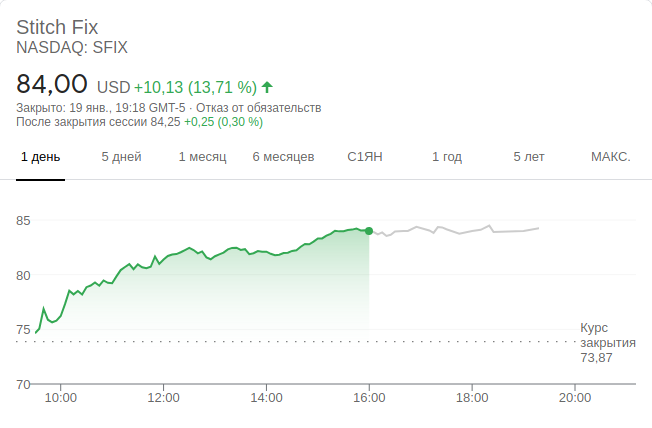 Stitch Fix
NASDAQ: SFIX
84,00 USD +10,13 (13,71 %)
Закрыто: 19 янв., 19:18 GMT-5 · Отказ от обязательств
После закрытия сессии 84,25 +0,25 (0,30 %)
1 день 5 дней 1 месяц 6 месяцев С1ЯН 1 год 5 лет МАКС.
85
80
75
Курс
закрытия
73,87
70
10:00 12:00 14:00 16:00 18:00 20:00